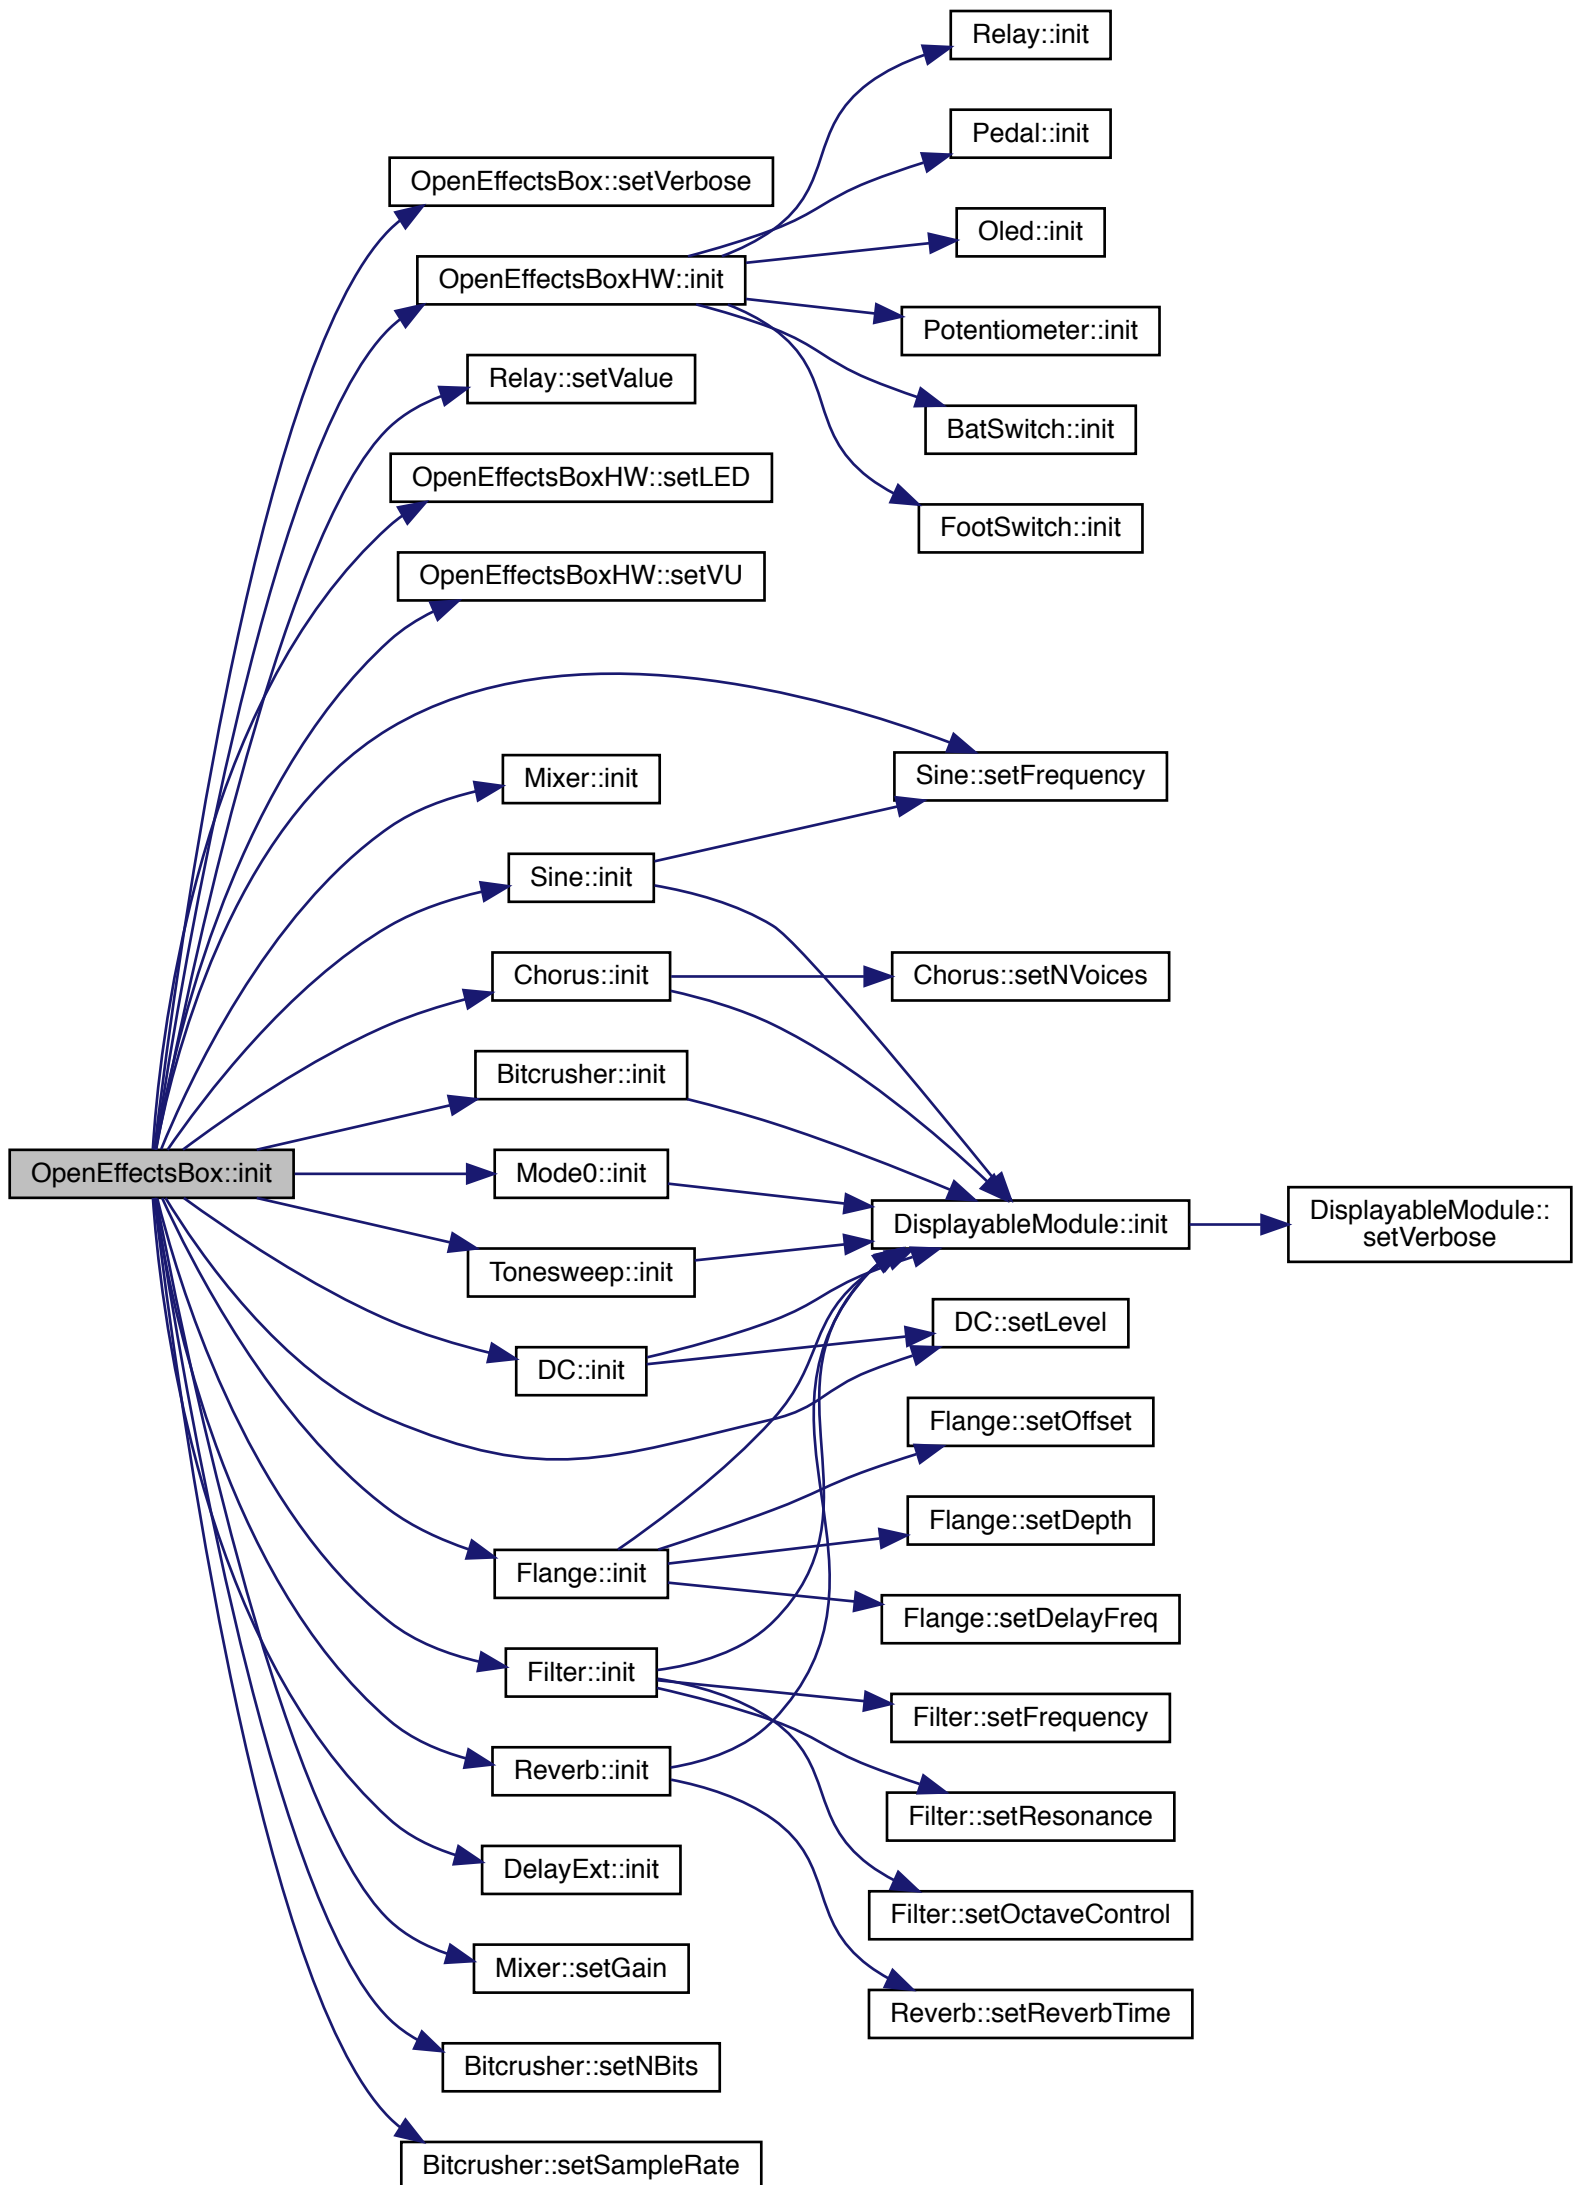 Relay::init
Pedal::init
OpenEffectsBox::setVerbose
Oled::init
OpenEffectsBoxHW::init
Potentiometer::init
Relay::setValue
BatSwitch::init
OpenEffectsBoxHW::setLED
FootSwitch::init
OpenEffectsBoxHW::setVU
Sine::setFrequency
Mixer::init
Sine::init
Chorus::init
Chorus::setNVoices
Bitcrusher::init
OpenEffectsBox::init
Mode0::init
DisplayableModule::init
DisplayableModule::
setVerbose
Tonesweep::init
DC::setLevel
DC::init
Flange::setOffset
Flange::setDepth
Flange::init
Flange::setDelayFreq
Filter::init
Filter::setFrequency
Reverb::init
Filter::setResonance
DelayExt::init
Filter::setOctaveControl
Mixer::setGain
Reverb::setReverbTime
Bitcrusher::setNBits
Bitcrusher::setSampleRate